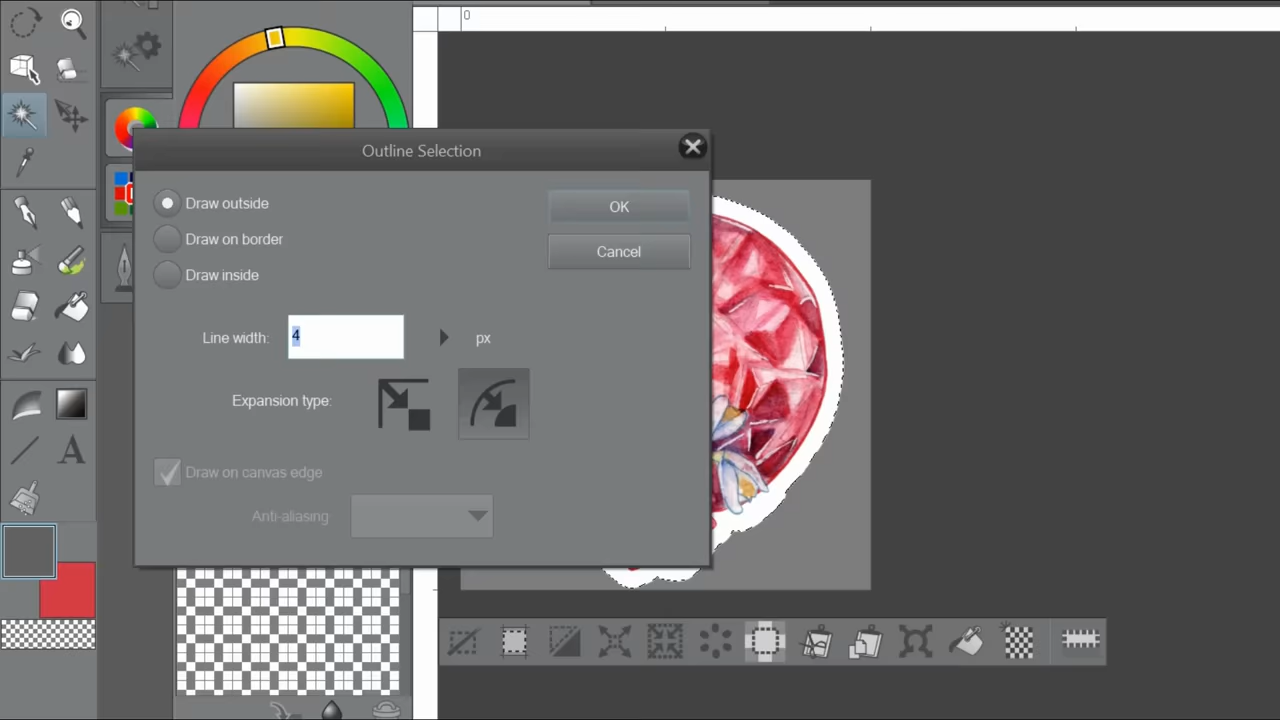 0
Outline Selection
Draw outside
OK
Draw on border
Cancel
Draw inside
Line width: 4 px
Expansion type:
Draw on canvas edge
Anti-aliasing
A